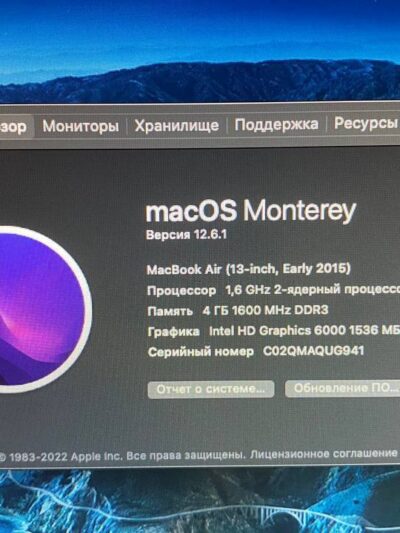 зор Мониторы Хранилище Поддержка Ресурсы
macOS Monterey
Версия 12.6.1
MacBook Air (13-inch, Early 2015)
Процессор 1,6 GHz 2-ядерный процессо
Память 4 ГБ 1600 MHz DDR3
Графика Intel HD Graphics 6000 1536 МБ
Серийный номер C02QMAQUG941
Отчет о системе... Обновление ПО...
© 1983-2022 Apple Inc. Все права защищены. Лицензионное соглашение